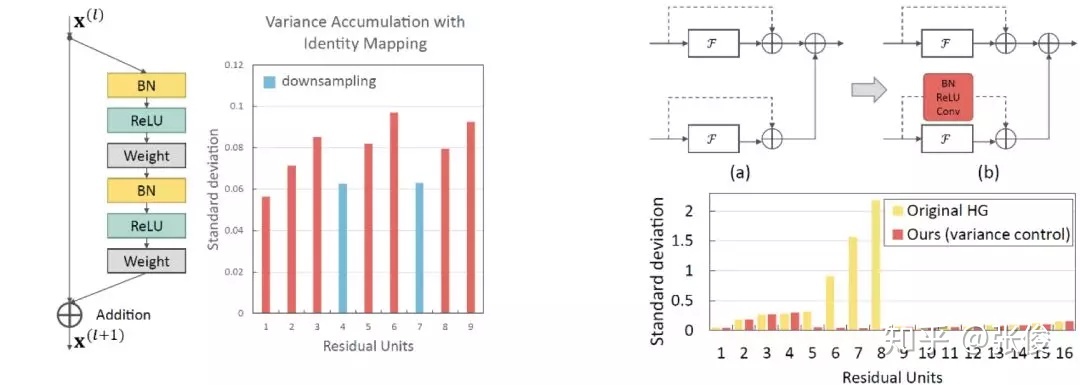 x^(l)
BN
ReLU
Weight
BN
ReLU
Weight
Addition
x^(l+1)
Variance Accumulation with
Identity Mapping
downsampling
Standard deviation
0.12
0.1
0.08
0.06
0.04
0.02
0
1 2 3 4 5 6 7 8 9
Residual Units
ℱ
ℱ
(a)
ℱ
BN
ReLU
Conv
ℱ
(b)
Original HG
Ours (variance control)
Standard deviation
2
1.5
1
0.5
0
1 2 3 4 5 6 7 8 9 10 11 12 13 14 15 16
Residual Units
知乎 @张俊